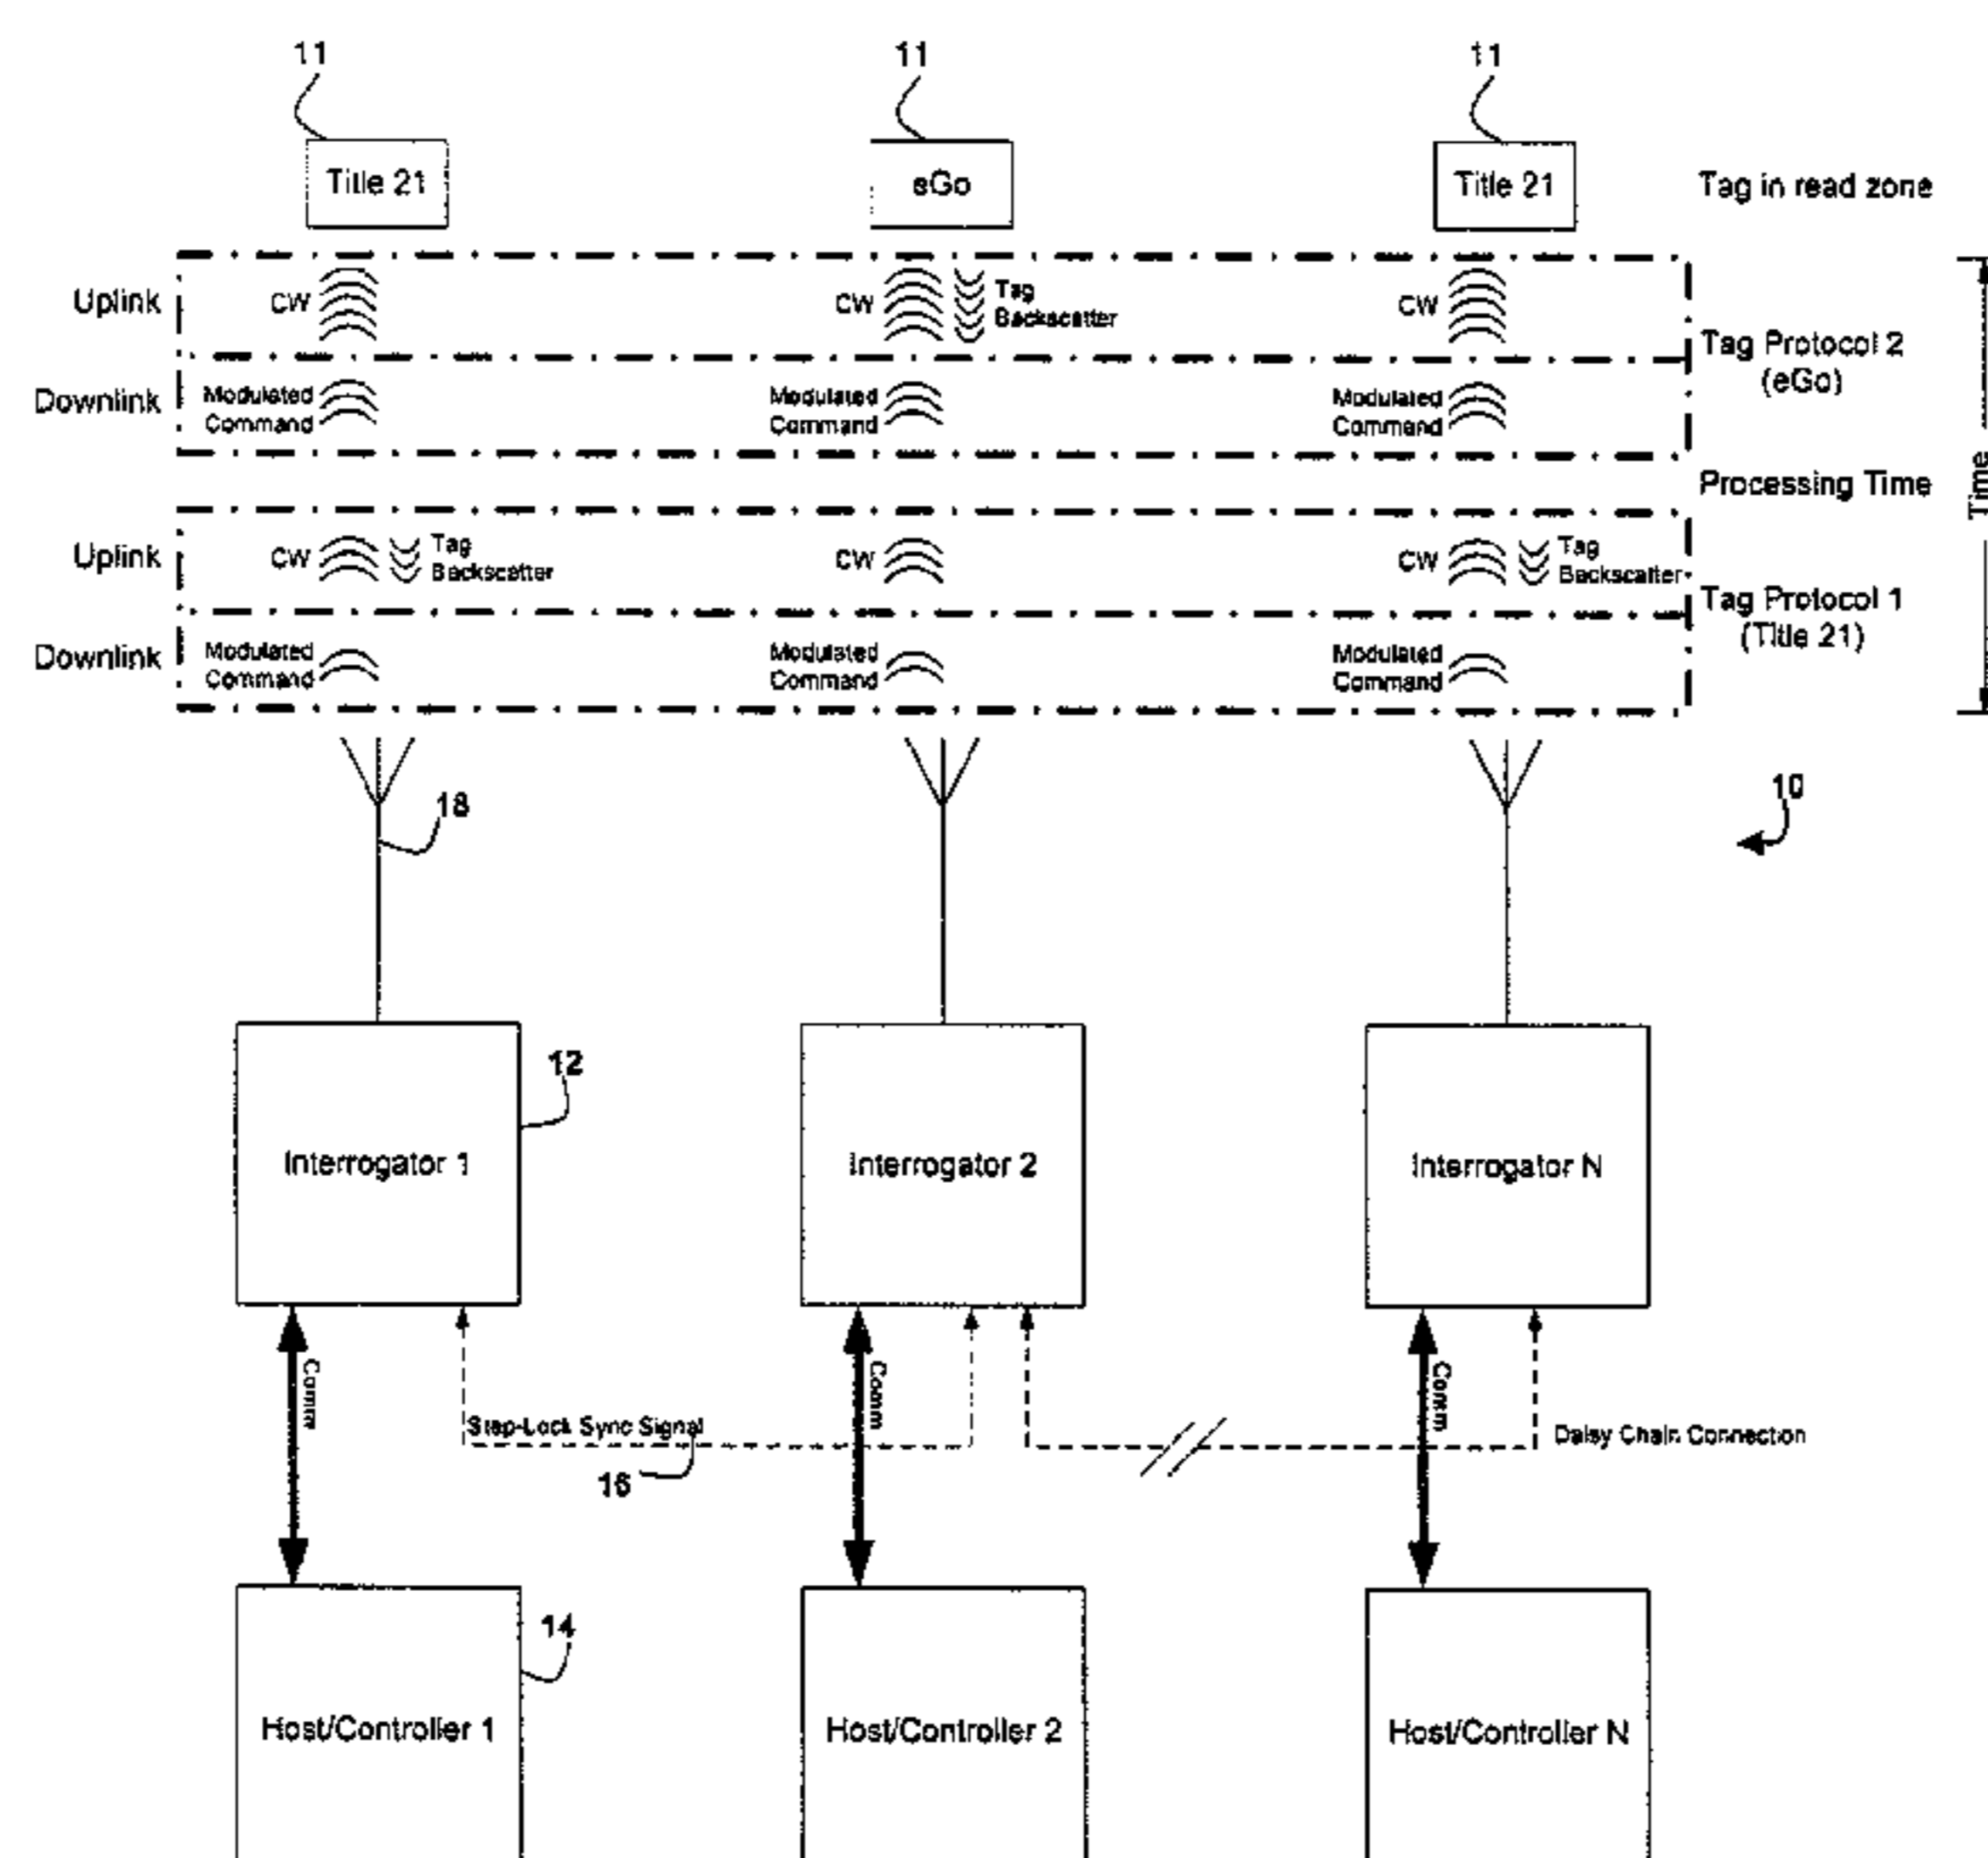 11 11 11
Title 21 eGo Title 21 Tag in read zone
Uplink CW CW Tag CW
Backscatter
Tag Protocol 2
(eGo)
Downlink Modulated Modulated Modulated
Command Command Command
Processing Time
Time
Uplink CW Tag CW CW Tag
Backscatter Backscatter
Tag Protocol 1
(Title 21)
Downlink Modulated Modulated Modulated
Command Command Command
18 10
12
Interrogator 1 Interrogator 2 Interrogator N
Comm Comm Comm
Step-Lock Sync Signal Daisy Chain Connection
16
14
Host/Controller 1 Host/Controller 2 Host/Controller N